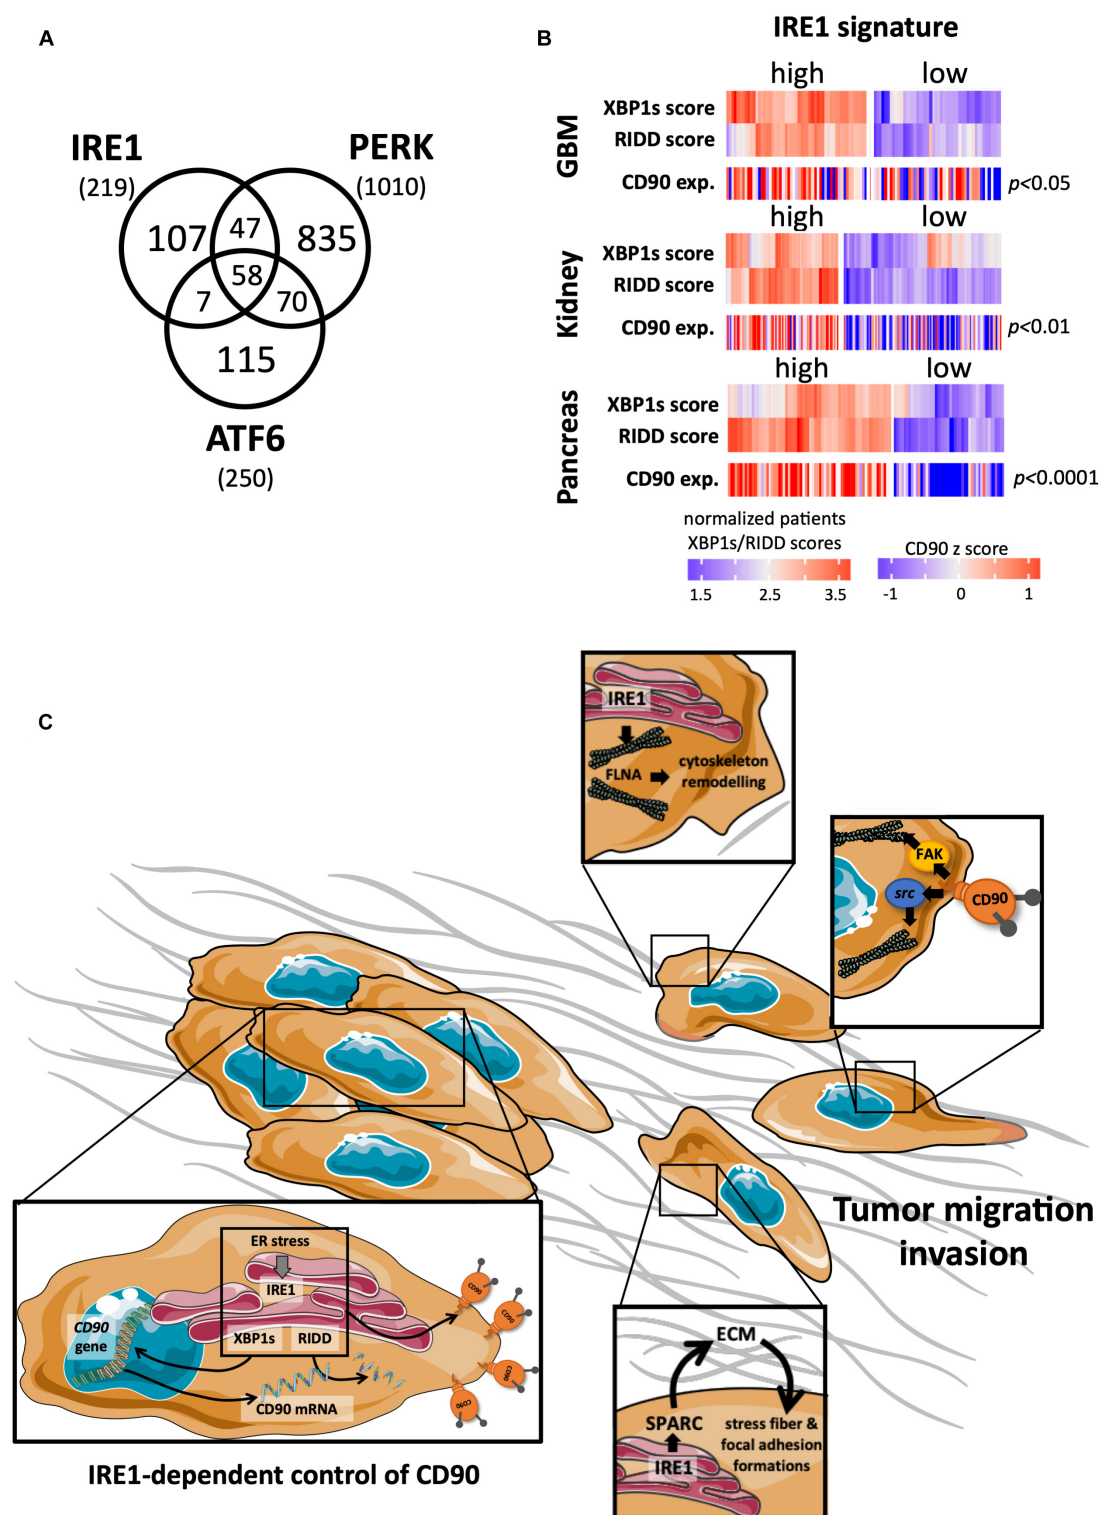 A
IRE1
(219)
PERK
(1010)
107
47
835
58
7
70
115
ATF6
(250)
B
IRE1 signature
GBM
high
low
XBP1s score
RIDD score
CD90 exp.
p<0.05
Kidney
high
low
XBP1s score
RIDD score
CD90 exp.
p<0.01
Pancreas
high
low
XBP1s score
RIDD score
CD90 exp.
p<0.0001
normalized patients
XBP1s/RIDD scores
1.5
2.5
3.5
CD90 z score
-1
0
1
C
IRE1
FLNA
cytoskeleton
remodelling
FAK
src
CD90
Tumor migration
invasion
ER stress
IRE1
XBP1s
RIDD
CD90
gene
CD90 mRNA
CD90
CD90
CD90
CD90
IRE1-dependent control of CD90
ECM
SPARC
IRE1
stress fiber &
focal adhesion
formations